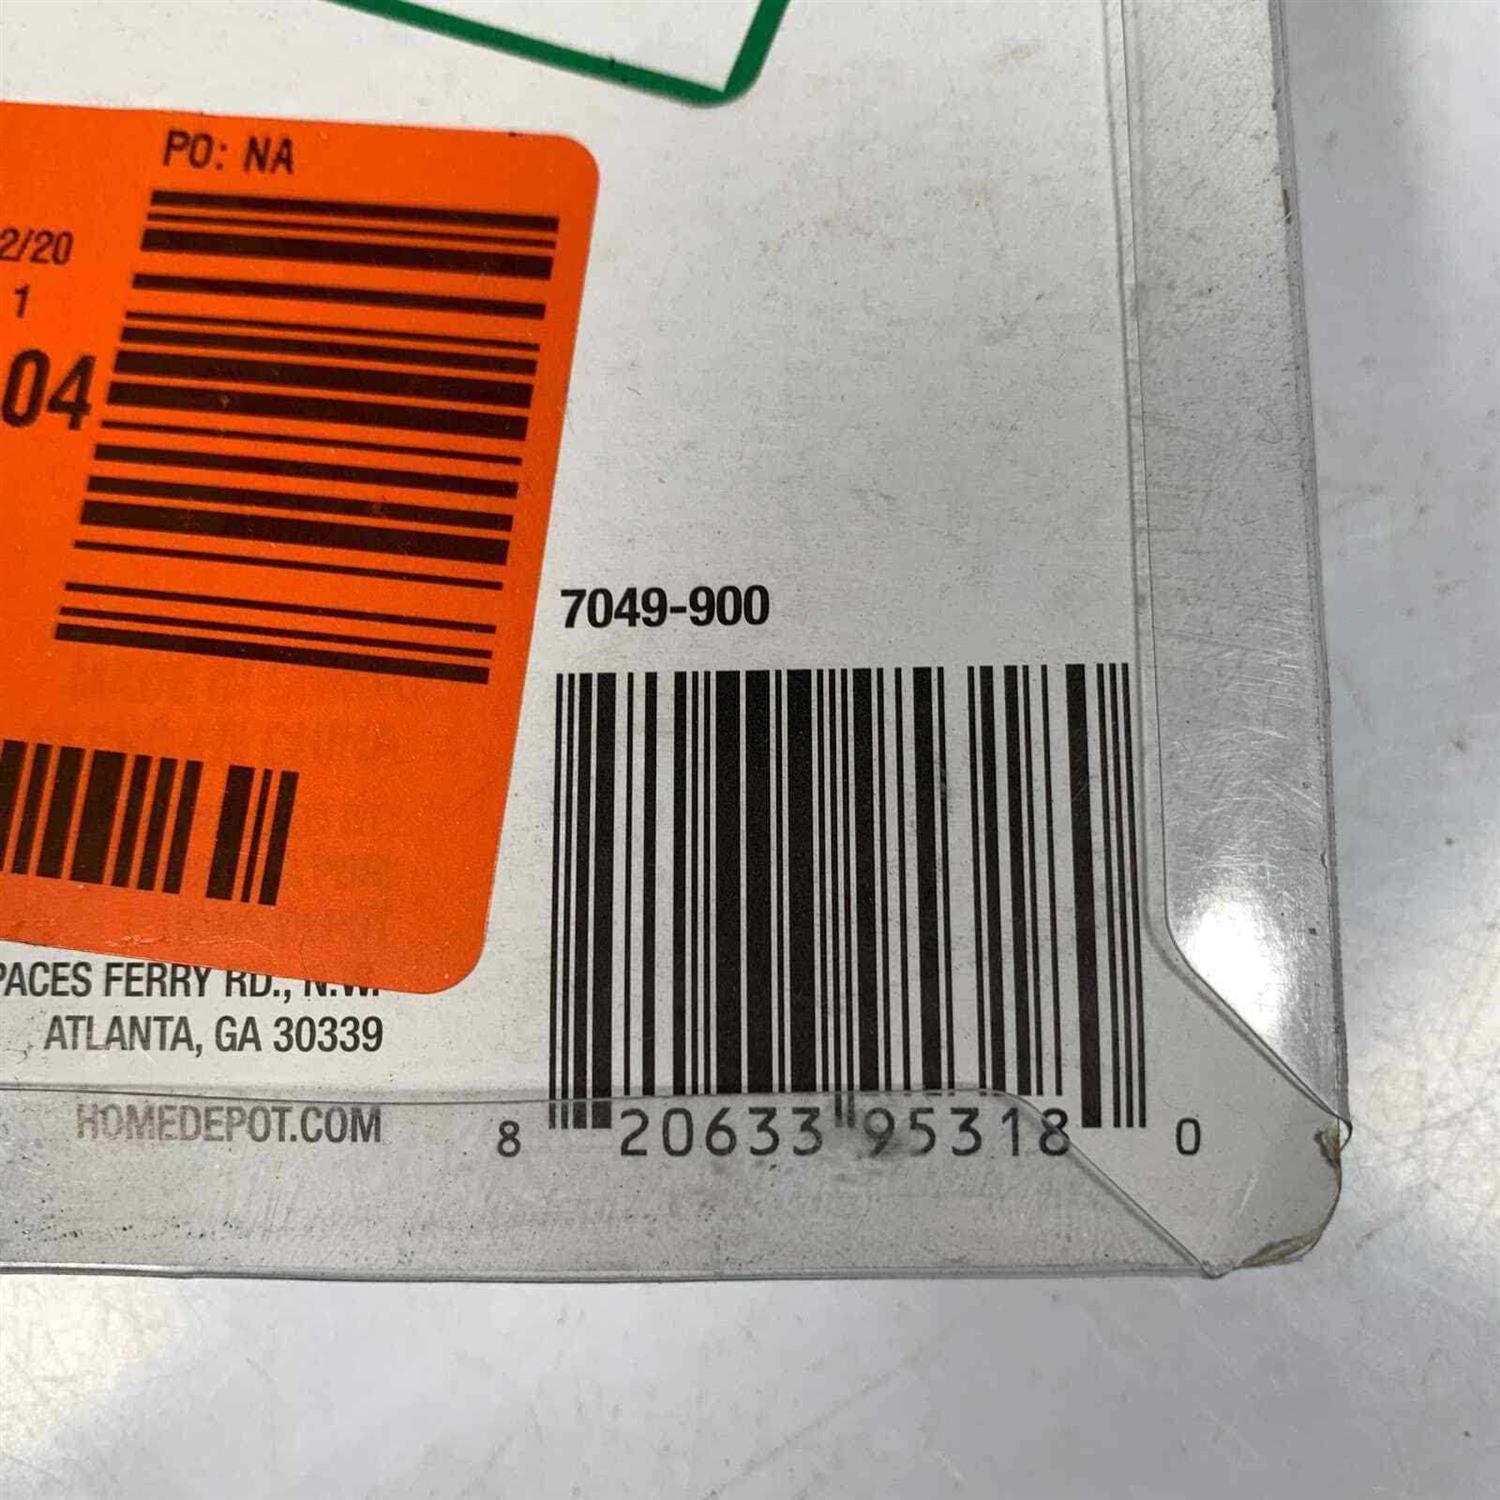 PO: NA
2/20
1
04
7049-900
PACES FERRY RD., N.W.
ATLANTA, GA 30339
HOMEDEPOT.COM
8 20633 95318 0